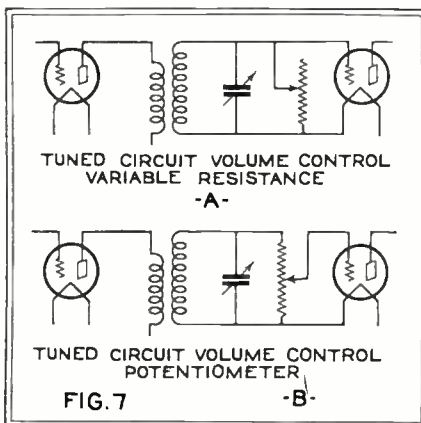 TUNED CIRCUIT VOLUME CONTROL
VARIABLE RESISTANCE
-A-
TUNED CIRCUIT VOLUME CONTROL
POTENTIOMETER
FIG.7 -B-